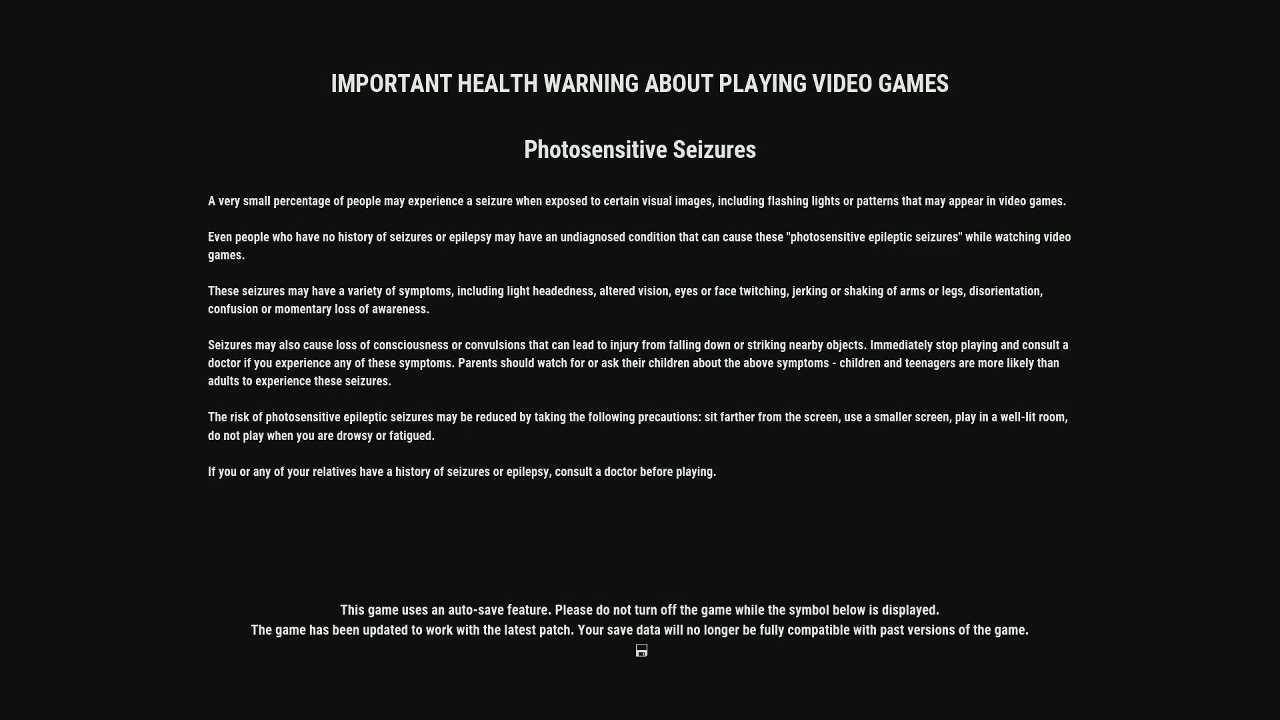 IMPORTANT HEALTH WARNING ABOUT PLAYING VIDEO GAMES
Photosensitive Seizures
A very small percentage of people may experience a seizure when exposed to certain visual images, including flashing lights or patterns that may appear in video games.
Even people who have no history of seizures or epilepsy may have an undiagnosed condition that can cause these "photosensitive epileptic seizures" while watching video
games.
These seizures may have a variety of symptoms, including light headedness, altered vision, eyes or face twitching, jerking or shaking of arms or legs, disorientation,
confusion or momentary loss of awareness.
Seizures may also cause loss of consciousness or convulsions that can lead to injury from falling down or striking nearby objects. Immediately stop playing and consult a
doctor if you experience any of these symptoms. Parents should watch for or ask their children about the above symptoms - children and teenagers are more likely than
adults to experience these seizures.
The risk of photosensitive epileptic seizures may be reduced by taking the following precautions: sit farther from the screen, use a smaller screen, play in a well-lit room,
do not play when you are drowsy or fatigued.
If you or any of your relatives have a history of seizures or epilepsy, consult a doctor before playing.
This game uses an auto-save feature. Please do not turn off the game while the symbol below is displayed.
The game has been updated to work with the latest patch. Your save data will no longer be fully compatible with past versions of the game.